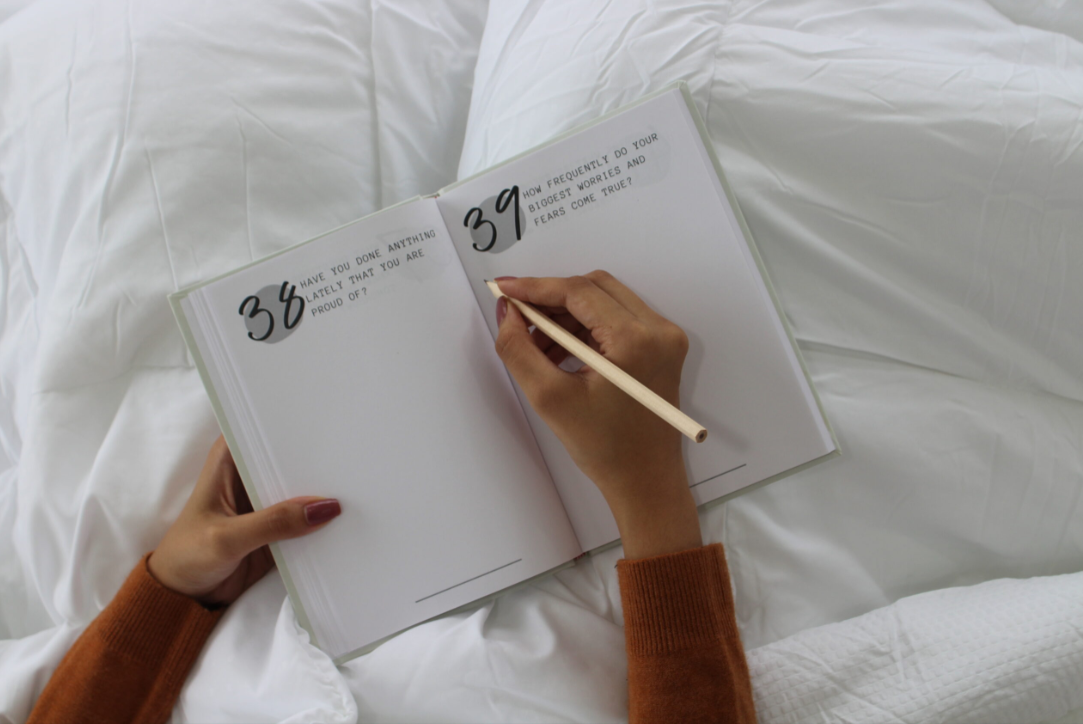 38
HAVE YOU DONE ANYTHING
LATELY THAT YOU ARE
PROUD OF?
39
HOW FREQUENTLY DO YOUR
BIGGEST WORRIES AND
FEARS COME TRUE?